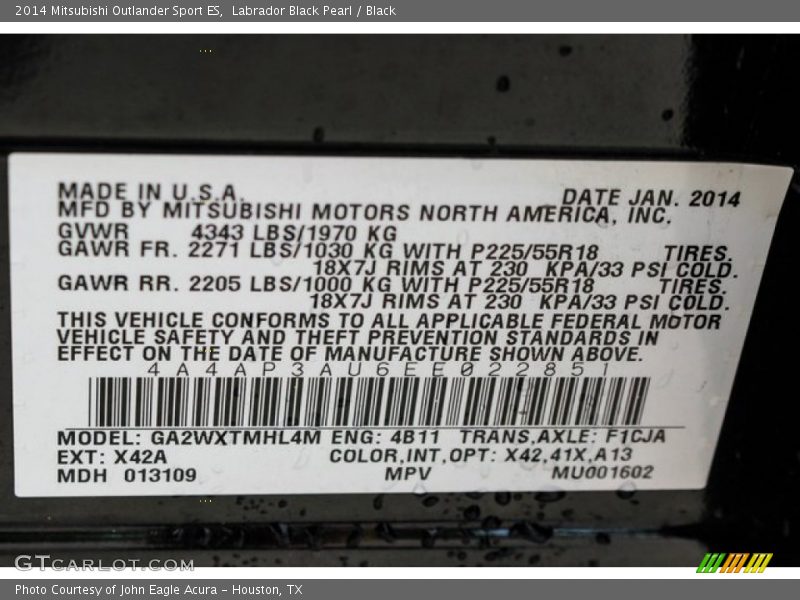 2014 Mitsubishi Outlander Sport ES, Labrador Black Pearl / Black
MADE IN U.S.A. DATE JAN. 2014
MFD BY MITSUBISHI MOTORS NORTH AMERICA, INC.
GVWR 4343 LBS/1970 KG
GAWR FR. 2271 LBS/1030 KG WITH P225/55R18 TIRES.
18X7J RIMS AT 230 KPA/33 PSI COLD.
GAWR RR. 2205 LBS/1000 KG WITH P225/55R18 TIRES.
18X7J RIMS AT 230 KPA/33 PSI COLD.
THIS VEHICLE CONFORMS TO ALL APPLICABLE FEDERAL MOTOR
VEHICLE SAFETY AND THEFT PREVENTION STANDARDS IN
EFFECT ON THE DATE OF MANUFACTURE SHOWN ABOVE.
4A4AP3AU6EE022851
MODEL: GA2WXTMHL4M ENG: 4B11 TRANS,AXLE: F1CJA
EXT: X42A COLOR,INT,OPT: X42,41X,A13
MDH 013109 MPV MU001602
GTCARLOT.COM
Photo Courtesy of John Eagle Acura - Houston, TX